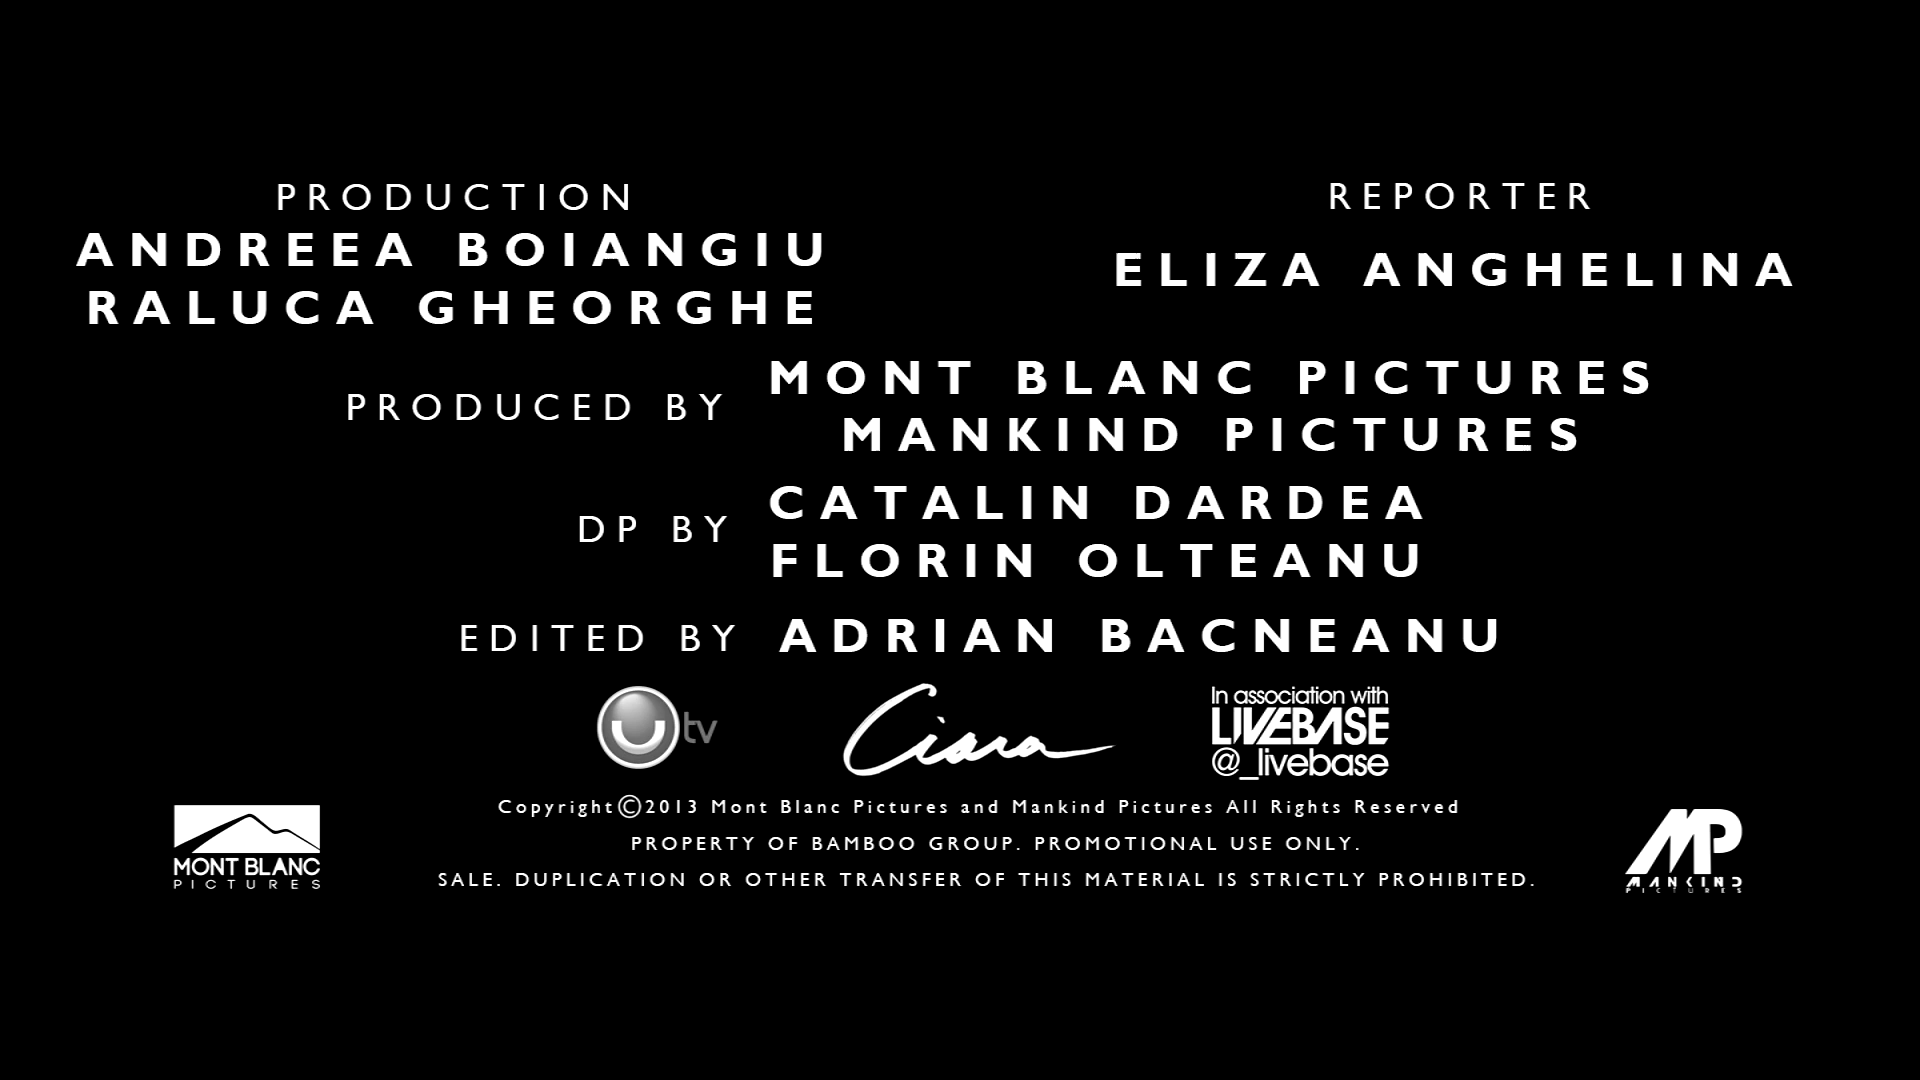 PRODUCTION
ANDREEA BOIANGIU
RALUCA GHEORGHE
REPORTER
ELIZA ANGHELINA
PRODUCED BY
MONT BLANC PICTURES
MANKIND PICTURES
DP BY
CATALIN DARDEA
FLORIN OLTEANU
EDITED BY ADRIAN BACNEANU
U tv
Ciara
In association with
LIVEBASE
@_livebase
Copyright©2013 Mont Blanc Pictures and Mankind Pictures All Rights Reserved
PROPERTY OF BAMBOO GROUP. PROMOTIONAL USE ONLY.
SALE. DUPLICATION OR OTHER TRANSFER OF THIS MATERIAL IS STRICTLY PROHIBITED.
MONT BLANC
PICTURES
MP
MANKIND
PICTURES